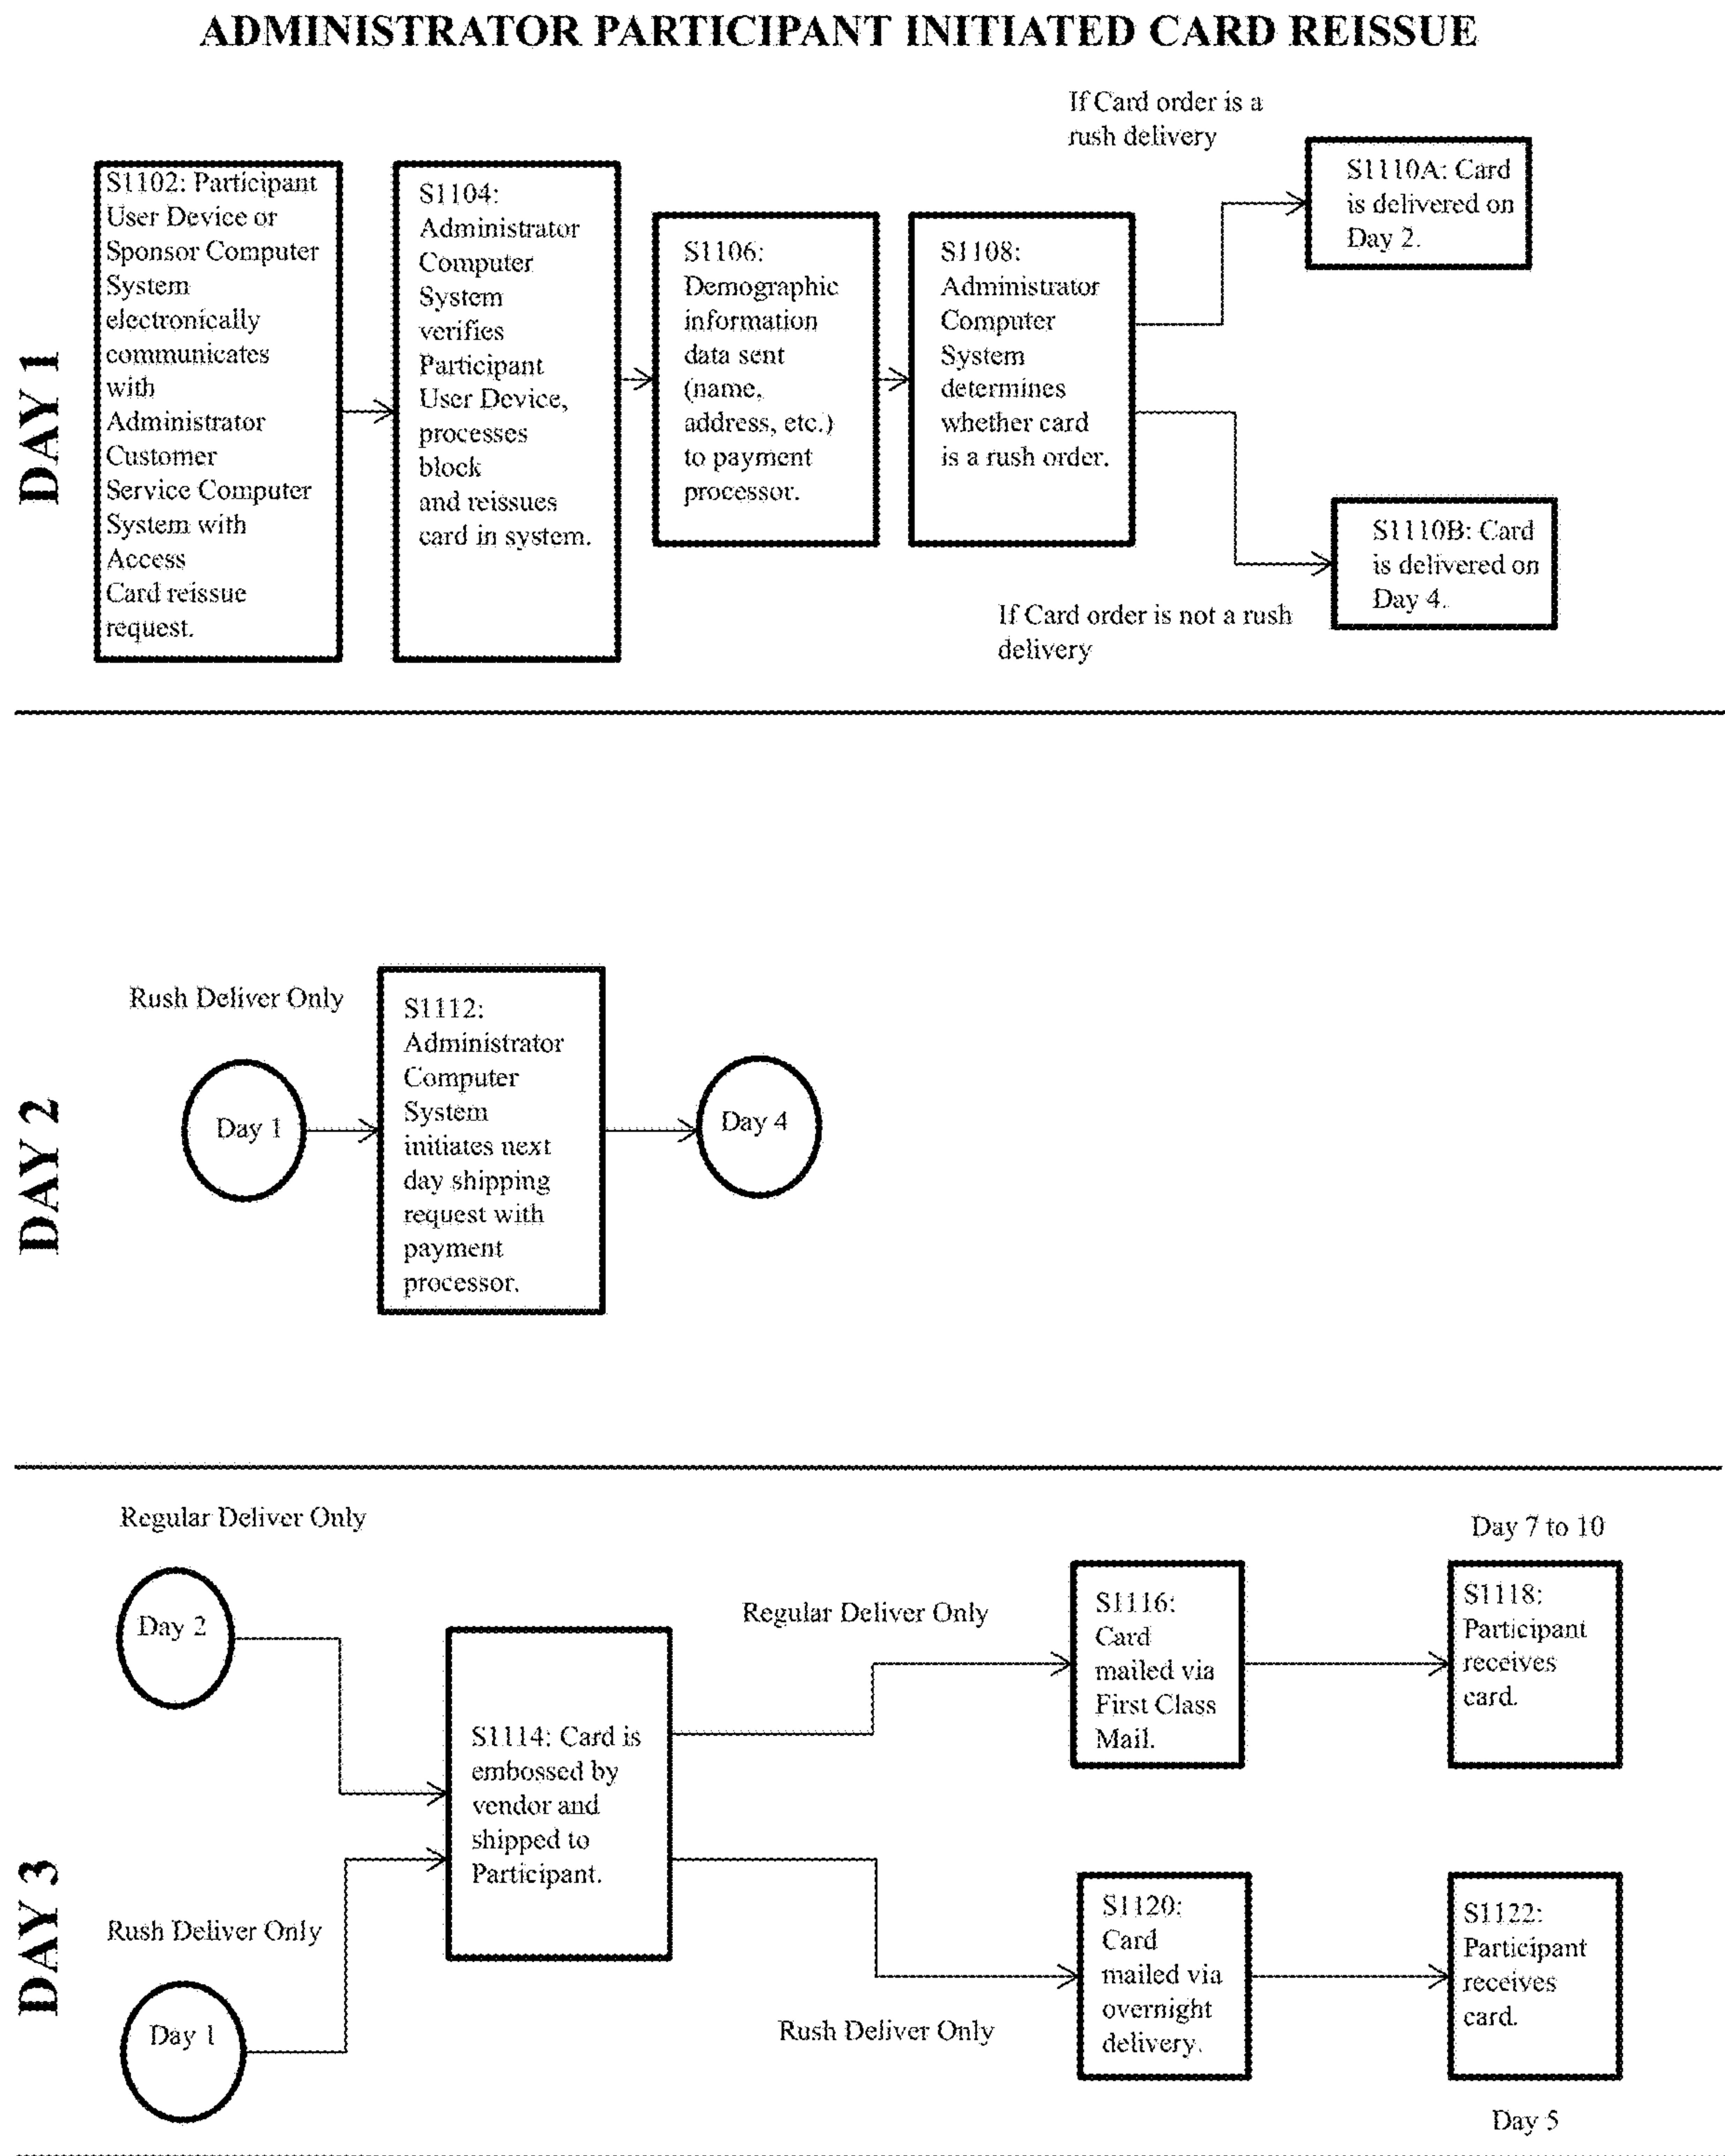 ADMINISTRATOR PARTICIPANT INITIATED CARD REISSUE
DAY 1
S1102: Participant
User Device or
Sponsor Computer
System
electronically
communicates
with
Administrator
Customer
Service Computer
System with
Access
Card reissue
request.
S1104:
Administrator
Computer
System
verifies
Participant
User Device,
processes
block
and reissues
card in system.
S1106:
Demographic
information
data sent
(name,
address, etc.)
to payment
processor.
S1108:
Administrator
Computer
System
determines
whether card
is a rush order.
If Card order is a
rush delivery
S1110A: Card
is delivered on
Day 2.
If Card order is not a rush
delivery
S1110B: Card
is delivered on
Day 4.
DAY 2
Rush Deliver Only
Day 1
S1112:
Administrator
Computer
System
initiates next
day shipping
request with
payment
processor.
Day 4
DAY 3
Regular Deliver Only
Day 2
Rush Deliver Only
Day 1
S1114: Card is
embossed by
vendor and
shipped to
Participant.
Regular Deliver Only
S1116:
Card
mailed via
First Class
Mail.
Day 7 to 10
S1118:
Participant
receives
card.
Rush Deliver Only
S1120:
Card
mailed via
overnight
delivery.
S1122:
Participant
receives
card.
Day 5